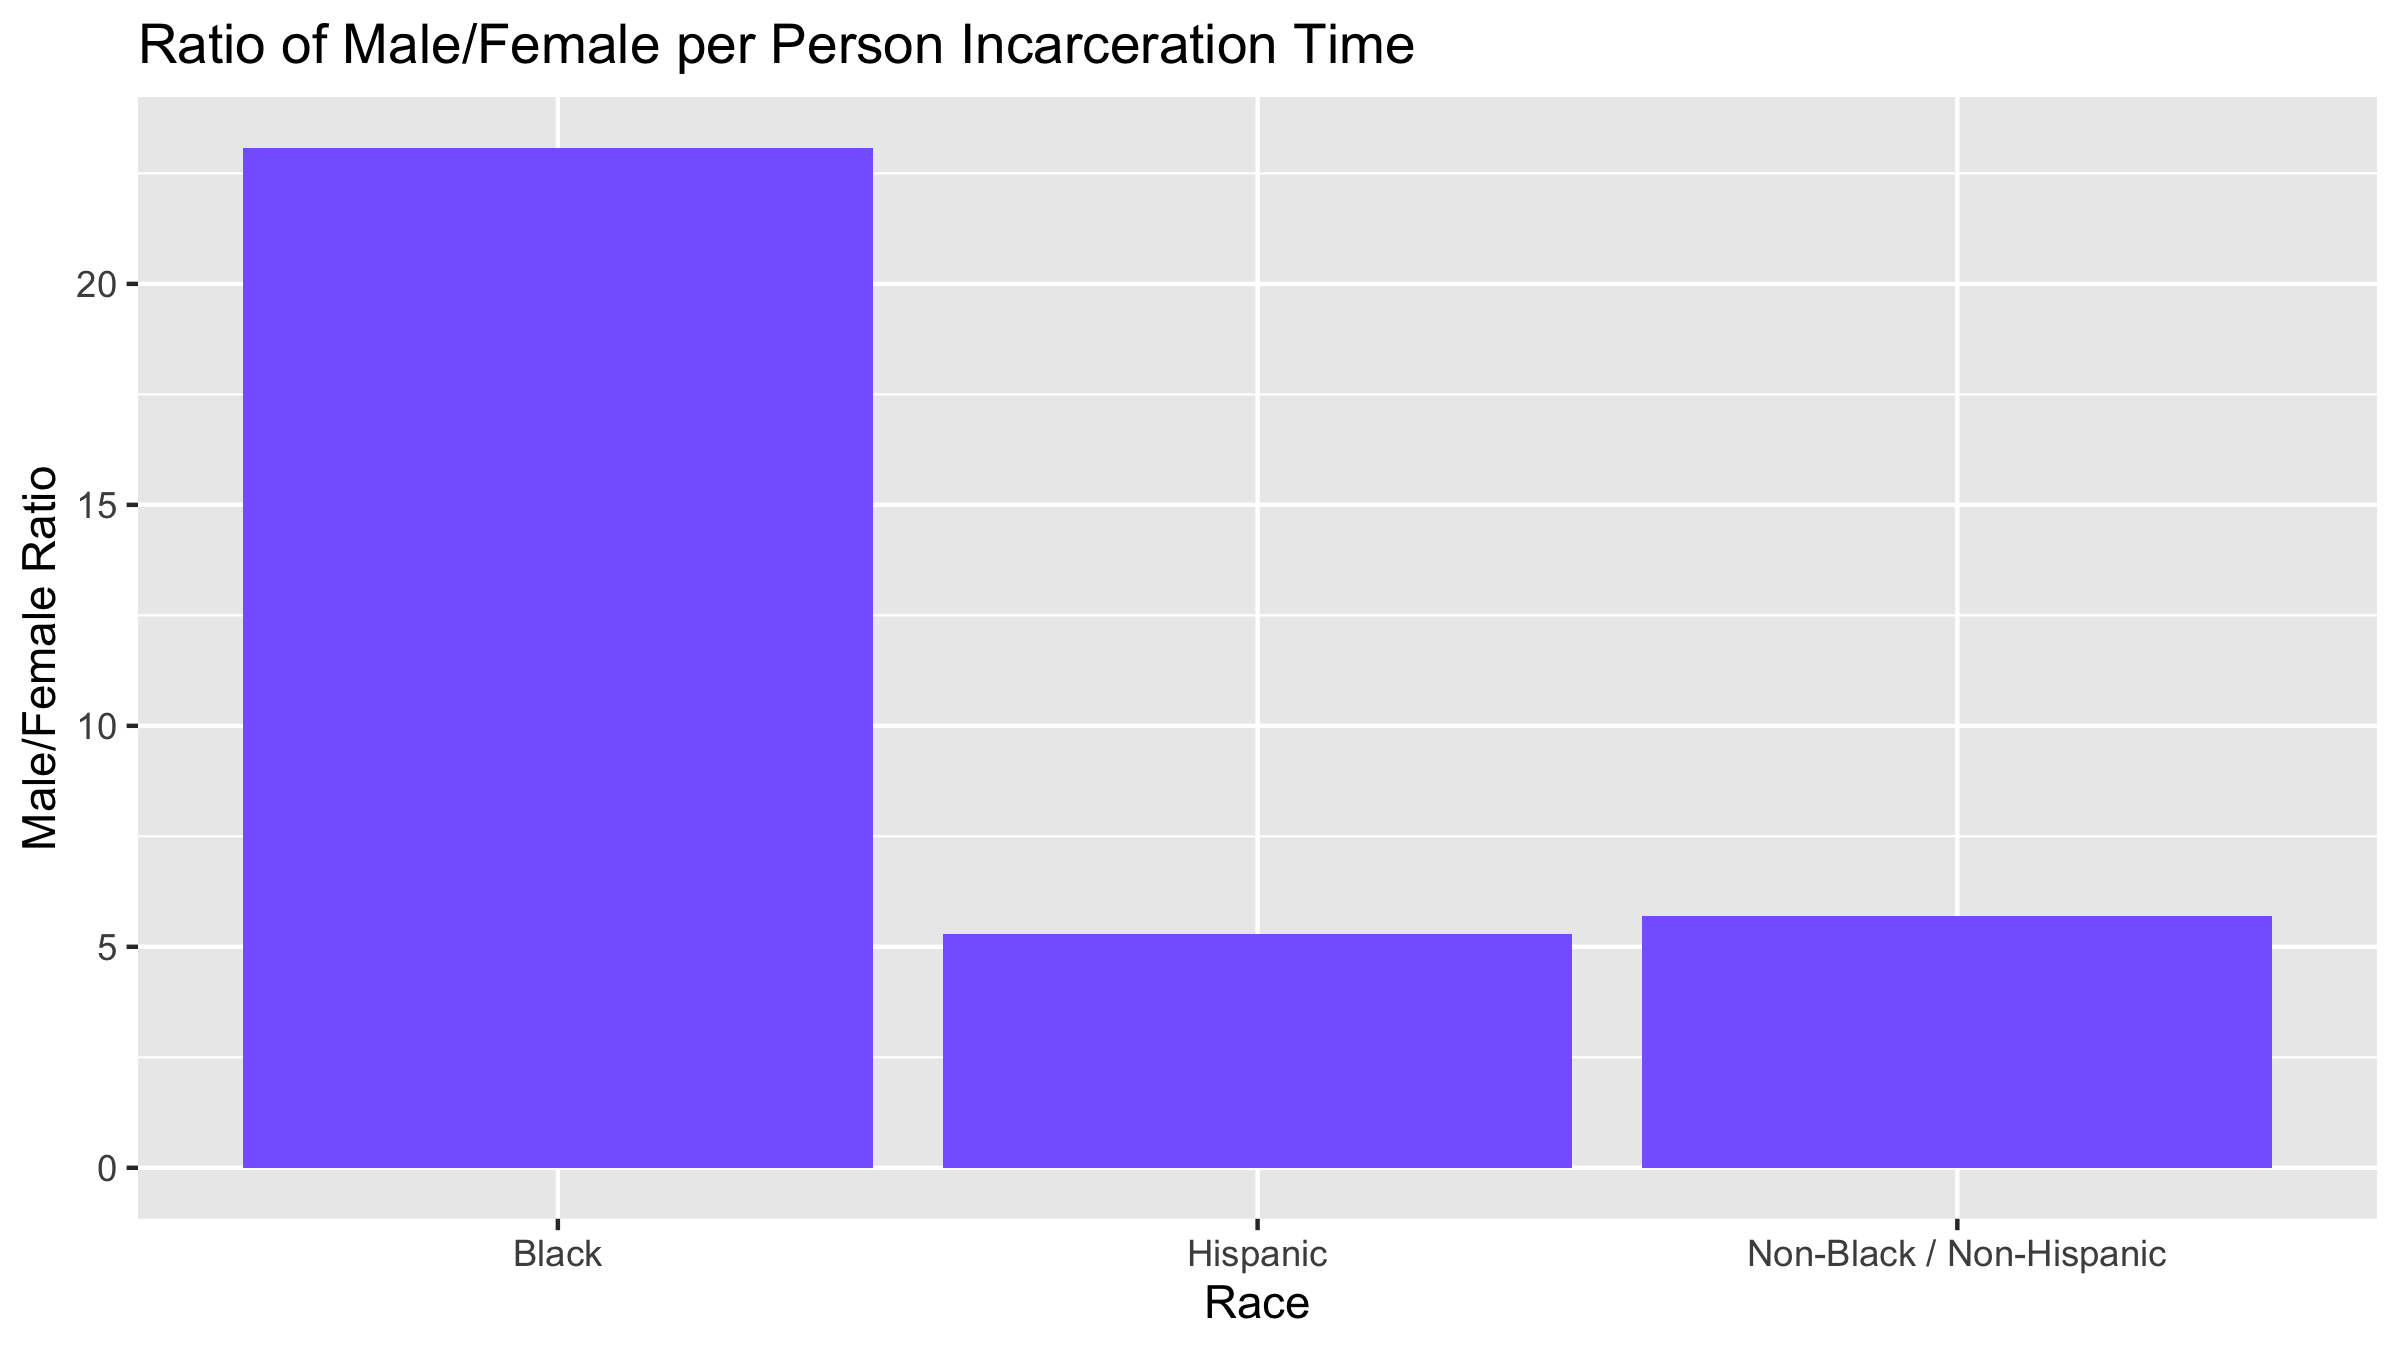 Ratio of Male/Female per Person Incarceration Time
Male/Female Ratio
20
15
10
5
0
Black
Hispanic
Non-Black / Non-Hispanic
Race